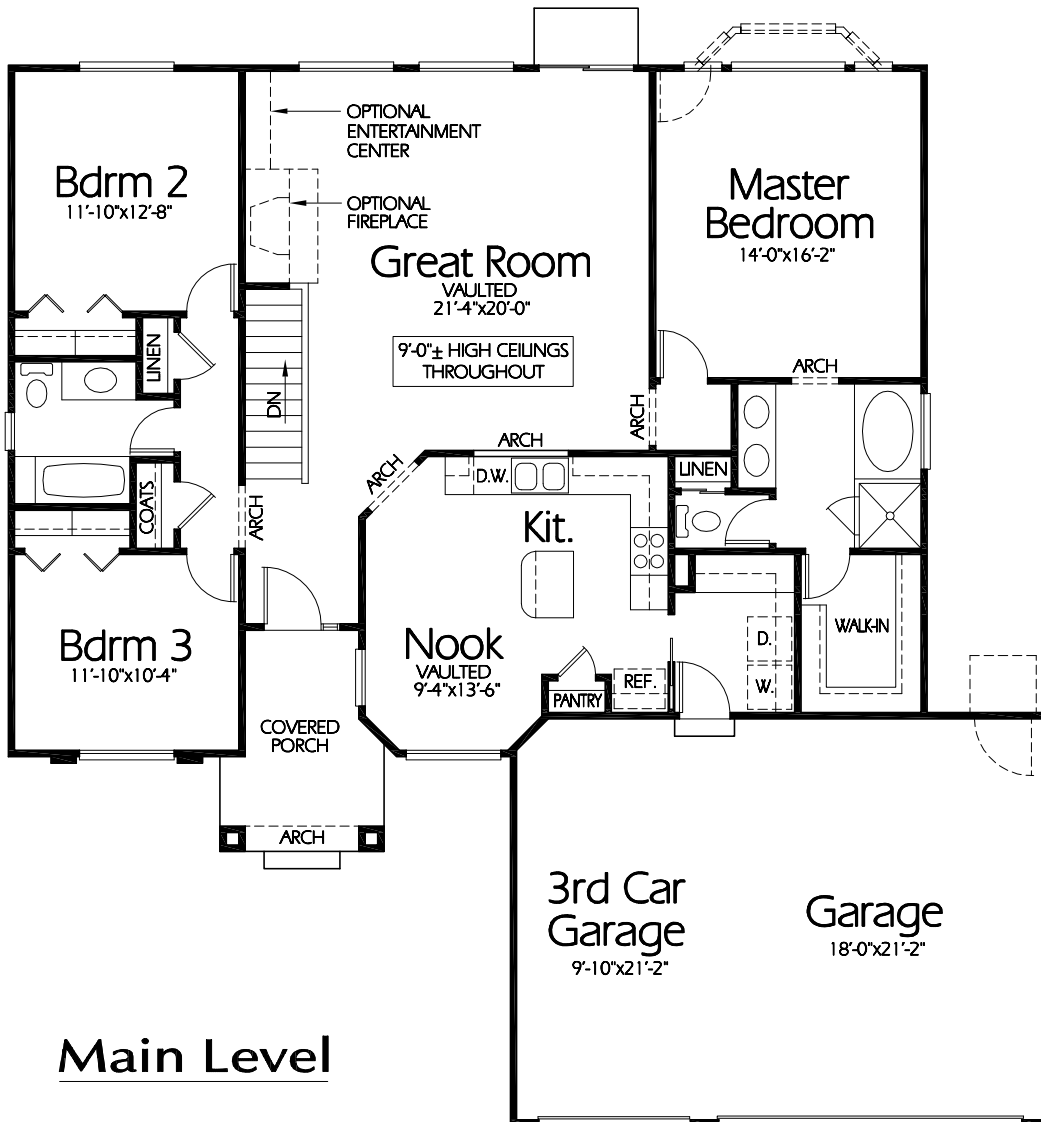 OPTIONAL
ENTERTAINMENT
CENTER
OPTIONAL
FIREPLACE
Bdrm 2
11'-10"x12'-8"
Great Room
VAULTED
21'-4"x20'-0"
9'-0"± HIGH CEILINGS
THROUGHOUT
Master
Bedroom
14'-0"x16'-2"
LINEN
DN
ARCH
ARCH
ARCH
ARCH
ARCH
LINEN
D.W.
COATS
Kit.
WALK-IN
Bdrm 3
11'-10"x10'-4"
Nook
VAULTED
9'-4"x13'-6"
D.
W.
REF.
PANTRY
COVERED
PORCH
ARCH
3rd Car
Garage
9'-10"x21'-2"
Garage
18'-0"x21'-2"
Main Level